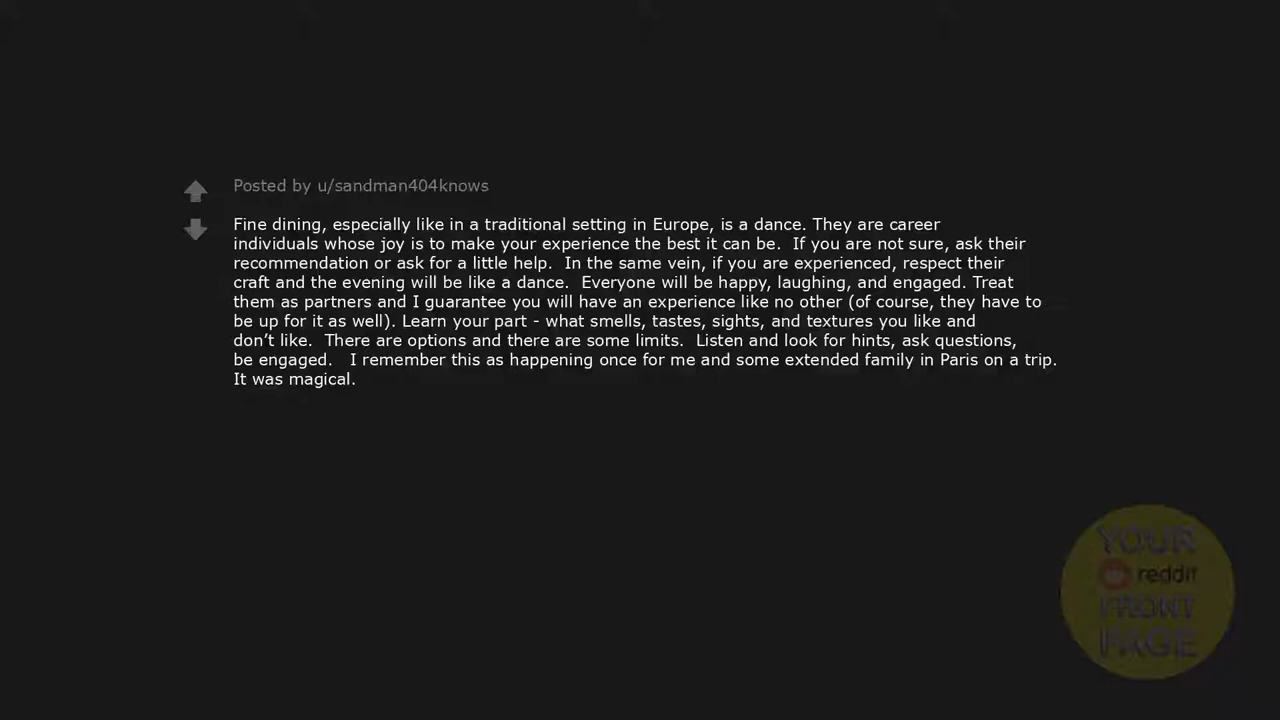 Posted by u/sandman404knows
Fine dining, especially like in a traditional setting in Europe, is a dance. They are career
individuals whose joy is to make your experience the best it can be.  If you are not sure, ask their
recommendation or ask for a little help.  In the same vein, if you are experienced, respect their
craft and the evening will be like a dance.  Everyone will be happy, laughing, and engaged. Treat
them as partners and I guarantee you will have an experience like no other (of course, they have to
be up for it as well). Learn your part - what smells, tastes, sights, and textures you like and
don’t like.  There are options and there are some limits.  Listen and look for hints, ask questions,
be engaged.   I remember this as happening once for me and some extended family in Paris on a trip.
It was magical.
YOUR
reddit
FRONT
PAGE